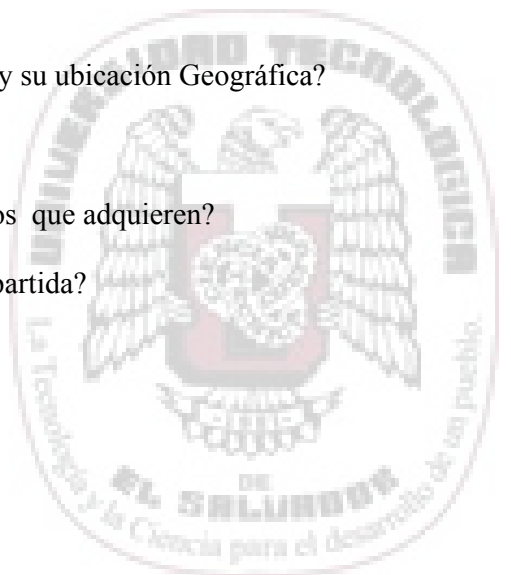 y su ubicación Geográfica?
UNIVERSIDAD TECNOLOGICA
os que adquieren?
partida?
La Tecnología y la Ciencia para el desarrollo de un pueblo.
DE
EL SALVADOR